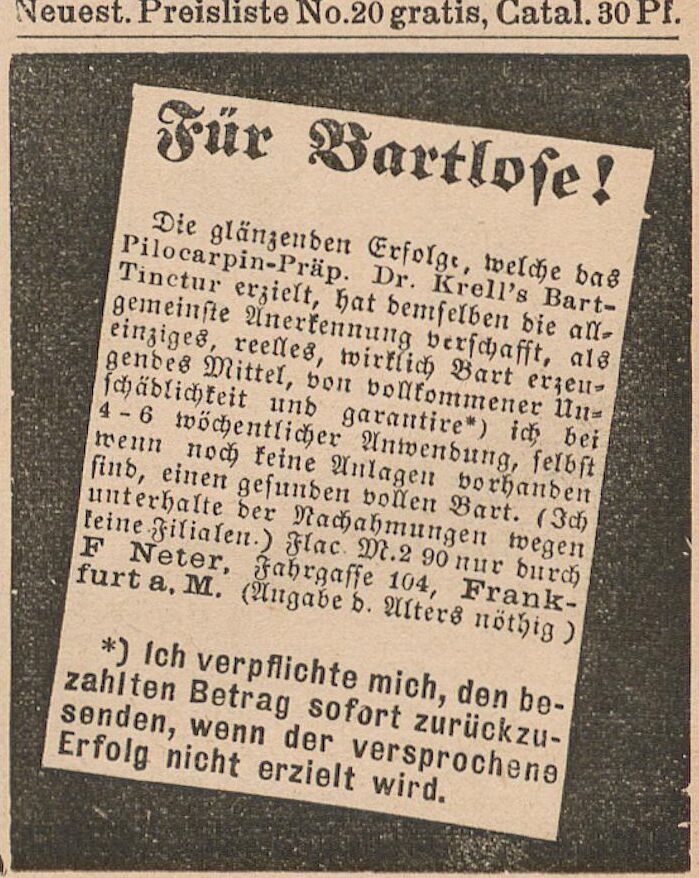 Neuest. Preisliste No. 20 gratis, Catal. 30 Pf.
Für Bartlose!
Die glänzenden Erfolge, welche das
Pilocarpin-Präp. Dr. Krell's Bart-
Tinctur erzielt, hat demselben die all-
gemeinste Anerkennung verschafft, als
einziges, reelles, wirklich Bart erzeu-
gendes Mittel, von vollkommener Un-
schädlichkeit und garantire*) ich bei
4-6 wöchentlicher Anwendung, selbst
wenn noch keine Anlagen vorhanden
sind, einen gesunden vollen Bart. (Ich
unterhalte der Nachahmungen wegen
keine Filialen.) Flac. M. 2 90 nur durch
F Neter, Fahrgasse 104, Frank-
furt a. M. (Angabe d. Alters nöthig)
*) Ich verpflichte mich, den be-
zahlten Betrag sofort zurückzu-
senden, wenn der versprochene
Erfolg nicht erzielt wird.